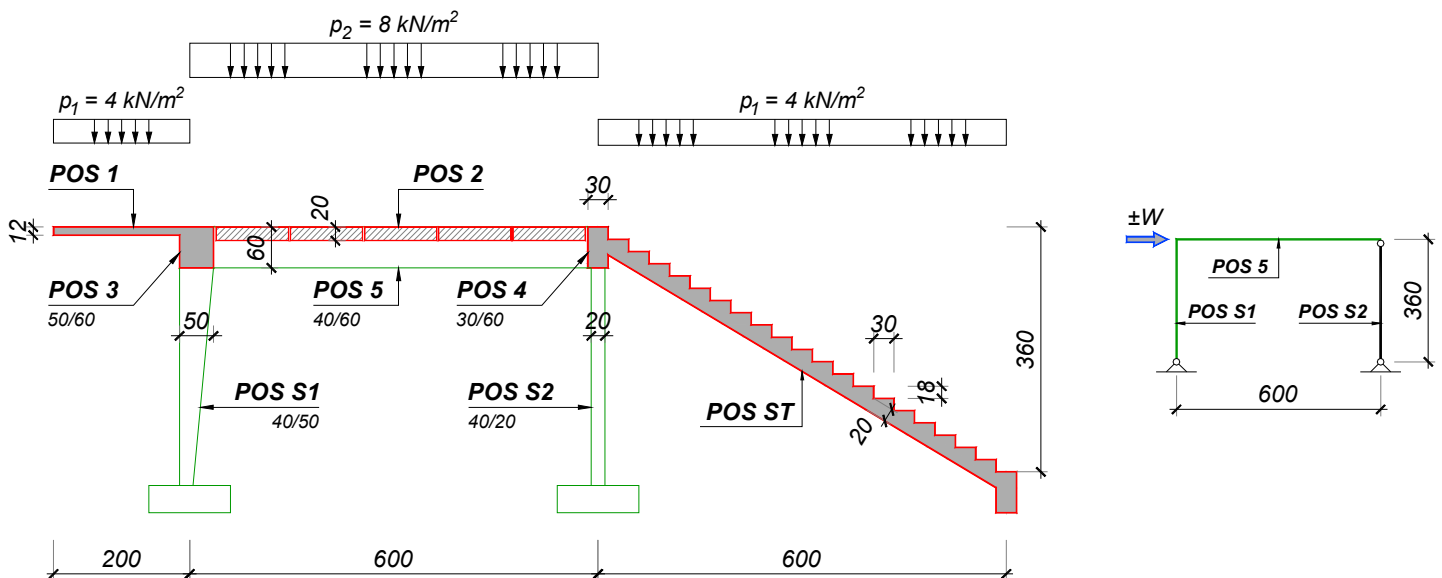 p2 = 8 kN/m2
p1 = 4 kN/m2
p1 = 4 kN/m2
POS 1
POS 2
30
20
12
60
±W
POS 5
POS 3
50/60
POS 5
40/60
POS 4
30/60
POS S1
POS S2
360
360
50
20
30
18
POS S1
40/50
POS S2
40/20
POS ST
20
600
200
600
600